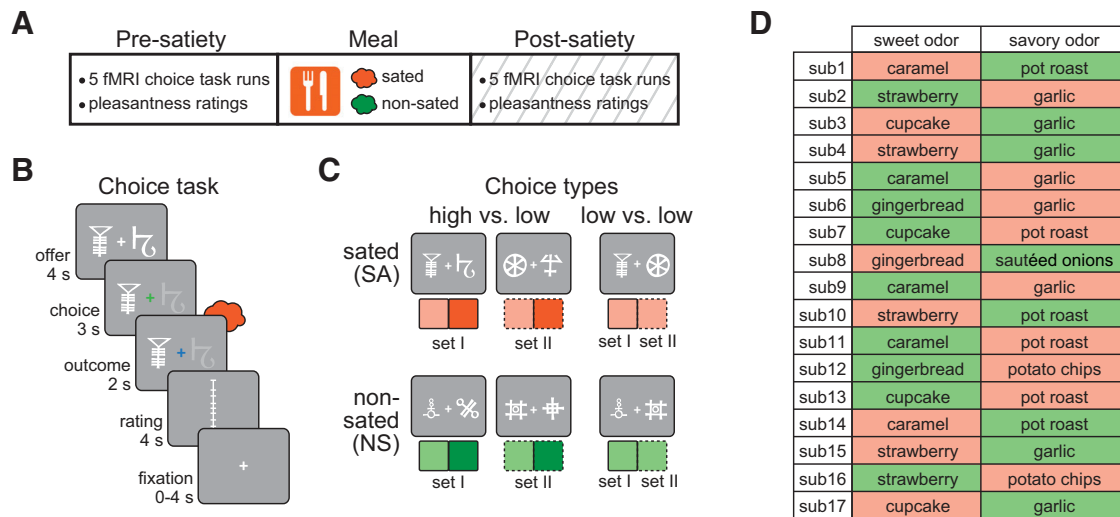 A
Pre-satiety Meal Post-satiety
• 5 fMRI choice task runs
• pleasantness ratings
sated
non-sated
• 5 fMRI choice task runs
• pleasantness ratings
B
Choice task
offer
4 s
choice
3 s
outcome
2 s
rating
4 s
fixation
0-4 s
C
Choice types
high vs. low low vs. low
sated
(SA)
set I set II set I set II
non-
sated
(NS)
set I set II set I set II
D
sweet odor savory odor
sub1 caramel pot roast
sub2 strawberry garlic
sub3 cupcake garlic
sub4 strawberry garlic
sub5 caramel garlic
sub6 gingerbread garlic
sub7 cupcake pot roast
sub8 gingerbread sautéed onions
sub9 caramel garlic
sub10 strawberry pot roast
sub11 caramel pot roast
sub12 gingerbread potato chips
sub13 cupcake pot roast
sub14 caramel pot roast
sub15 strawberry garlic
sub16 strawberry potato chips
sub17 cupcake garlic